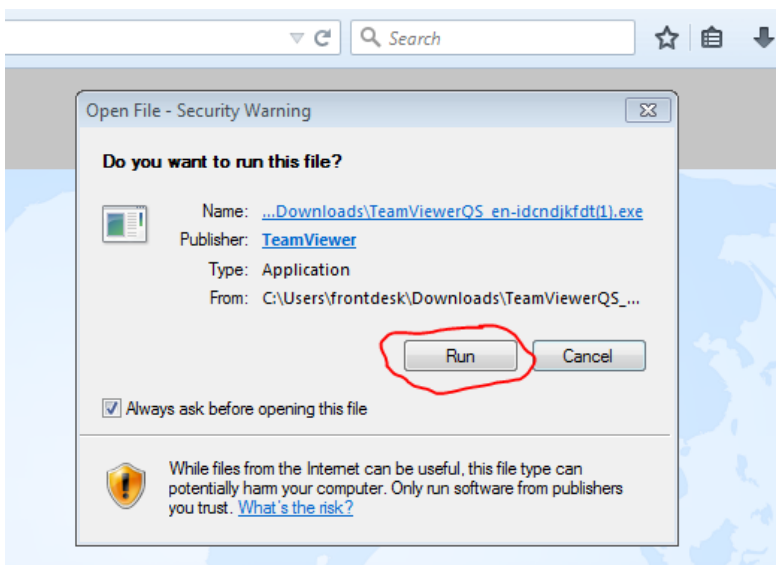 Search
Open File - Security Warning
Do you want to run this file?
Name: ...Downloads\TeamViewerQS_en-idcndjkfdt(1).exe
Publisher: TeamViewer
Type: Application
From: C:\Users\frontdesk\Downloads\TeamViewerQS_...
Run Cancel
Always ask before opening this file
While files from the Internet can be useful, this file type can
potentially harm your computer. Only run software from publishers
you trust. What's the risk?